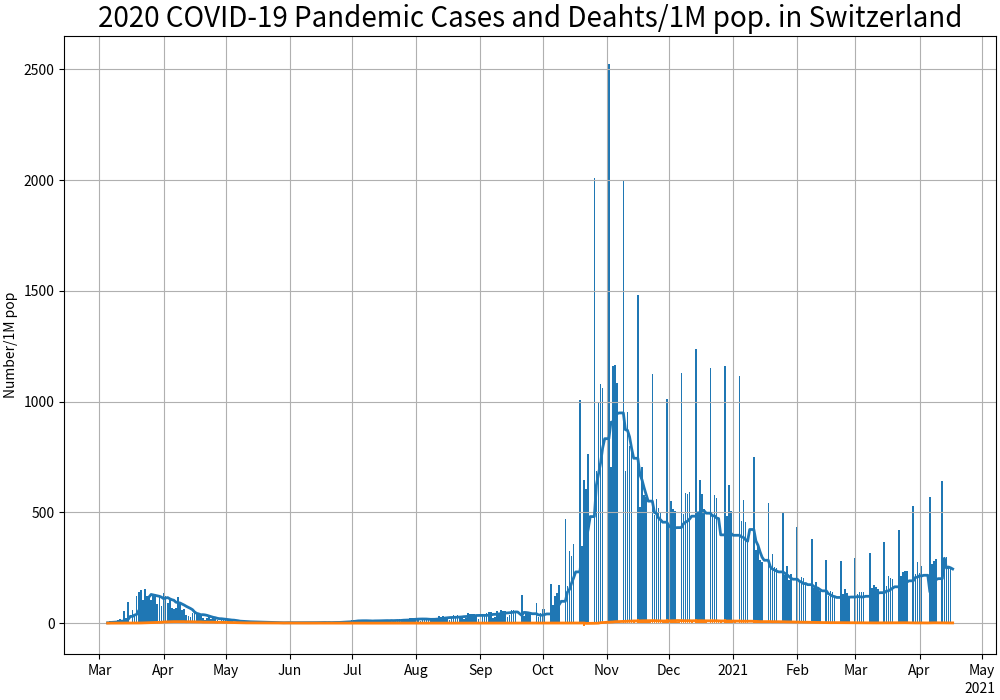 2020 COVID-19 Pandemic Cases and Deahts/1M pop. in Switzerland
Number/1M pop
2500
2000
1500
1000
500
0
Mar Apr May Jun Jul Aug Sep Oct Nov Dec 2021 Feb Mar Apr May
2021